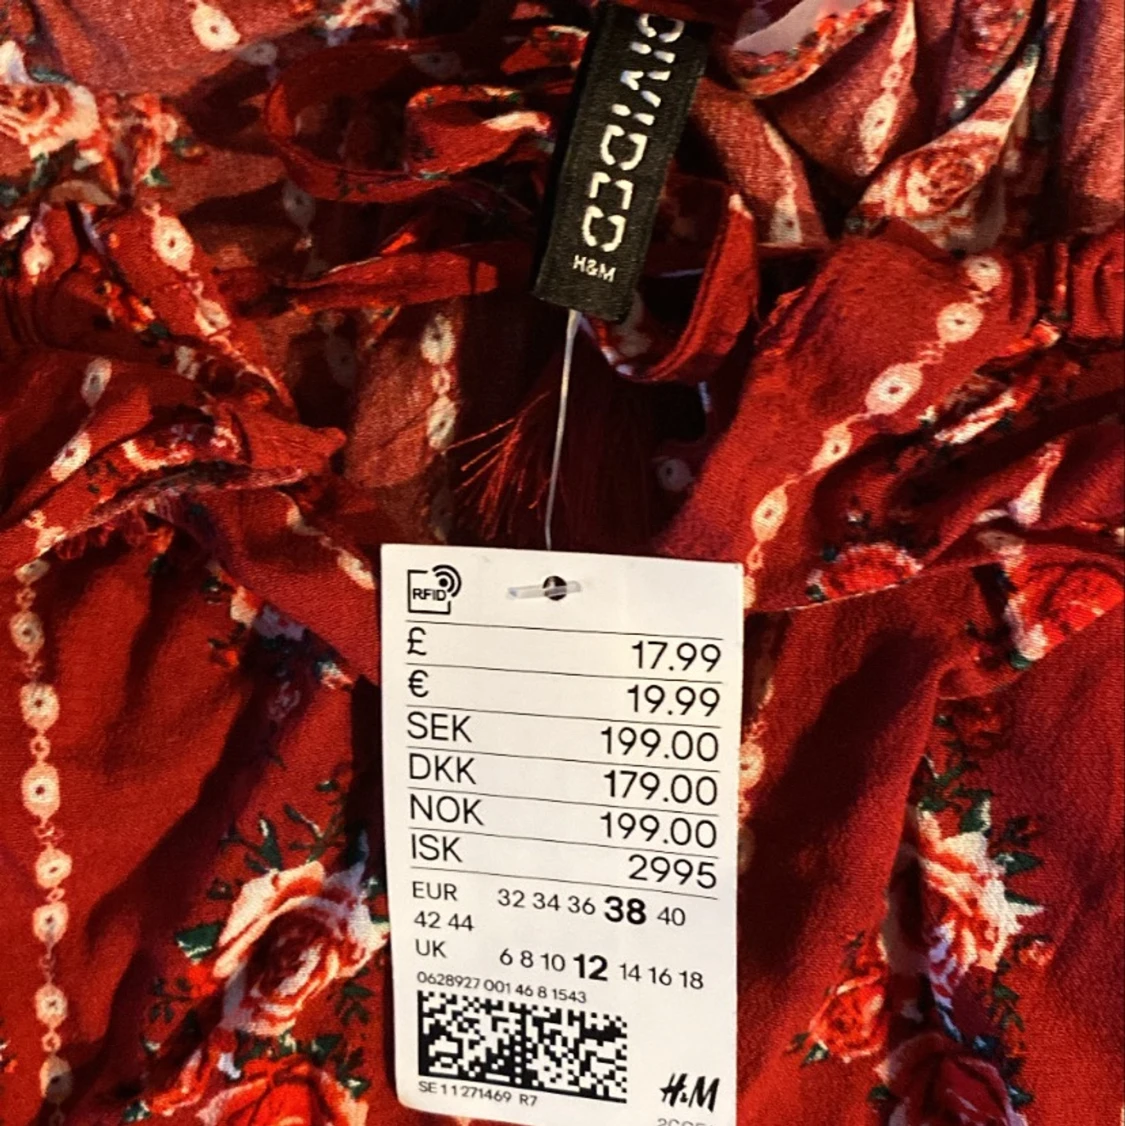 DIVIDED
H&M
RFID
£ 17.99
€ 19.99
SEK 199.00
DKK 179.00
NOK 199.00
ISK 2995
EUR 32 34 36 38 40
42 44
UK 6 8 10 12 14 16 18
0628927 001 46 8 1543
SE 11271469 R7
H&M